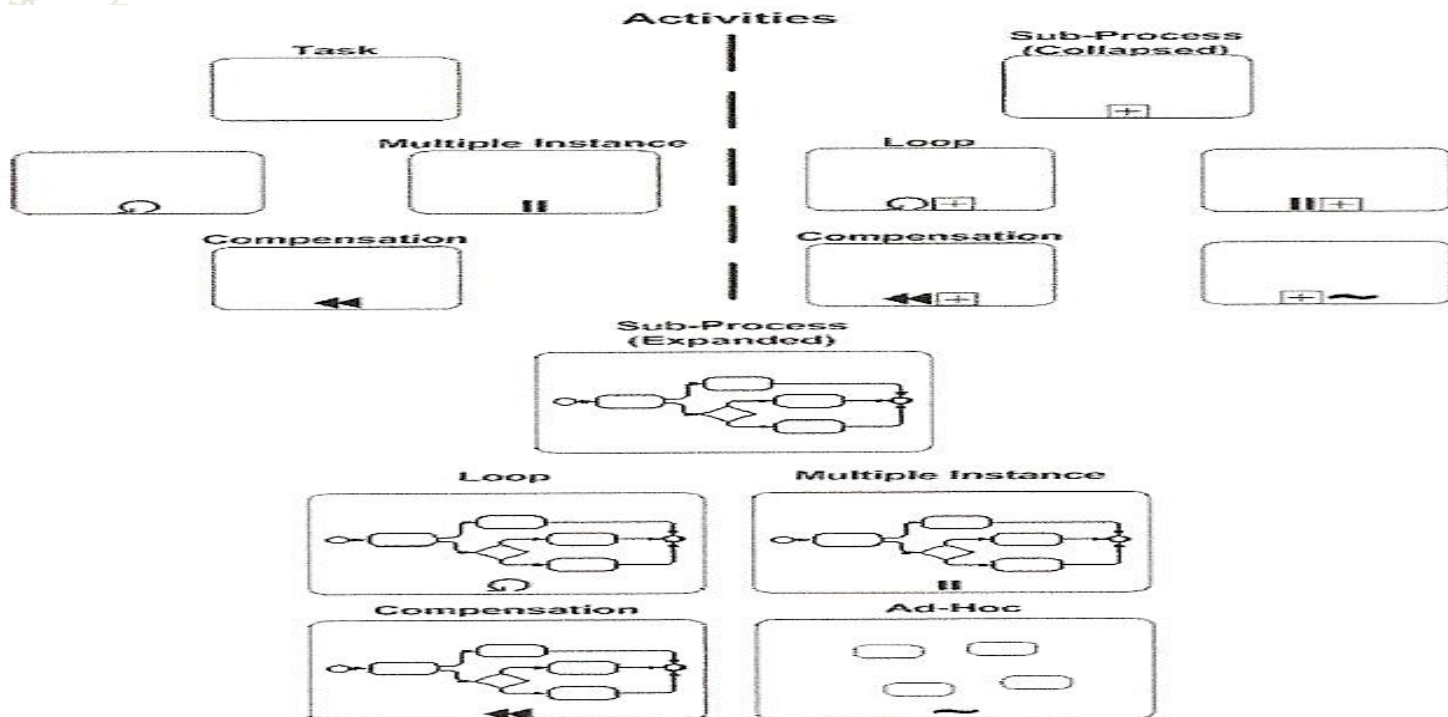 Activities
Task
Sub-Process
(Collapsed)
Multiple Instance
Loop
Compensation
Compensation
Sub-Process
(Expanded)
Loop
Multiple Instance
Compensation
Ad-Hoc